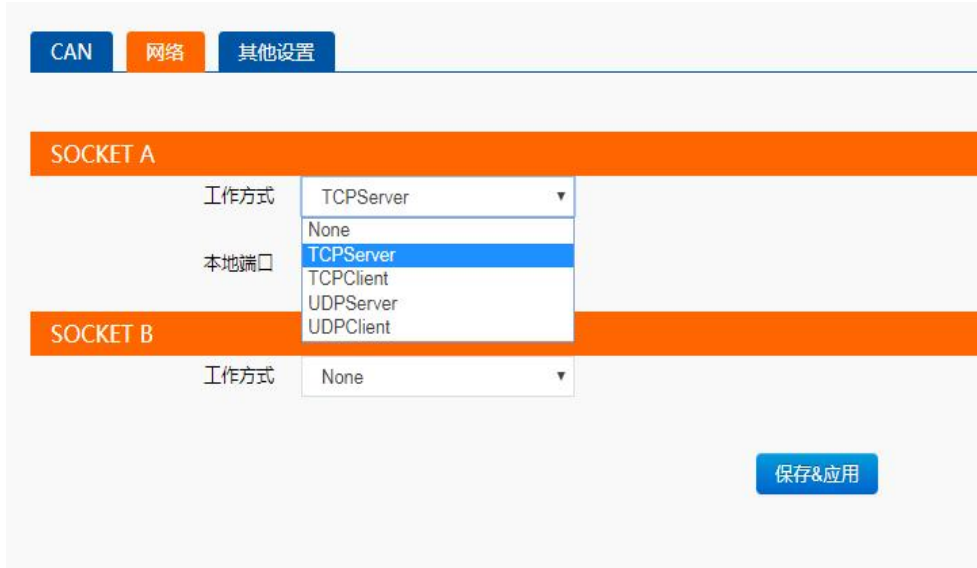 CAN 网络 其他设置
SOCKET A
工作方式 TCPServer
None
TCPServer
本地端口
TCPClient
UDPServer
UDPClient
SOCKET B
工作方式 None
保存&应用